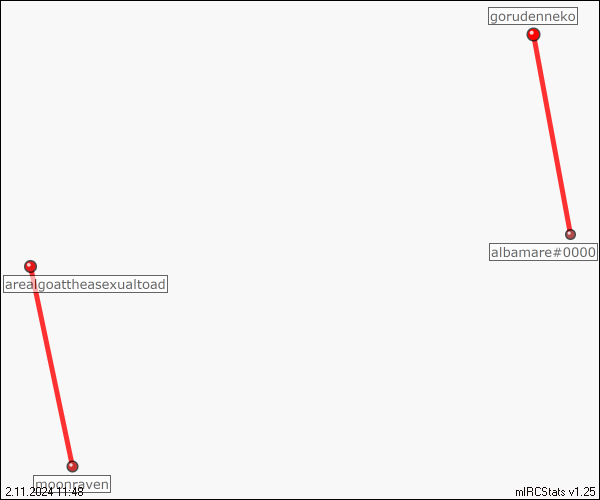 gorudenneko
albamare#0000
arealgoattheasexualtoad
moonraven
2.11.2024 11:48
mIRCStats v1.25